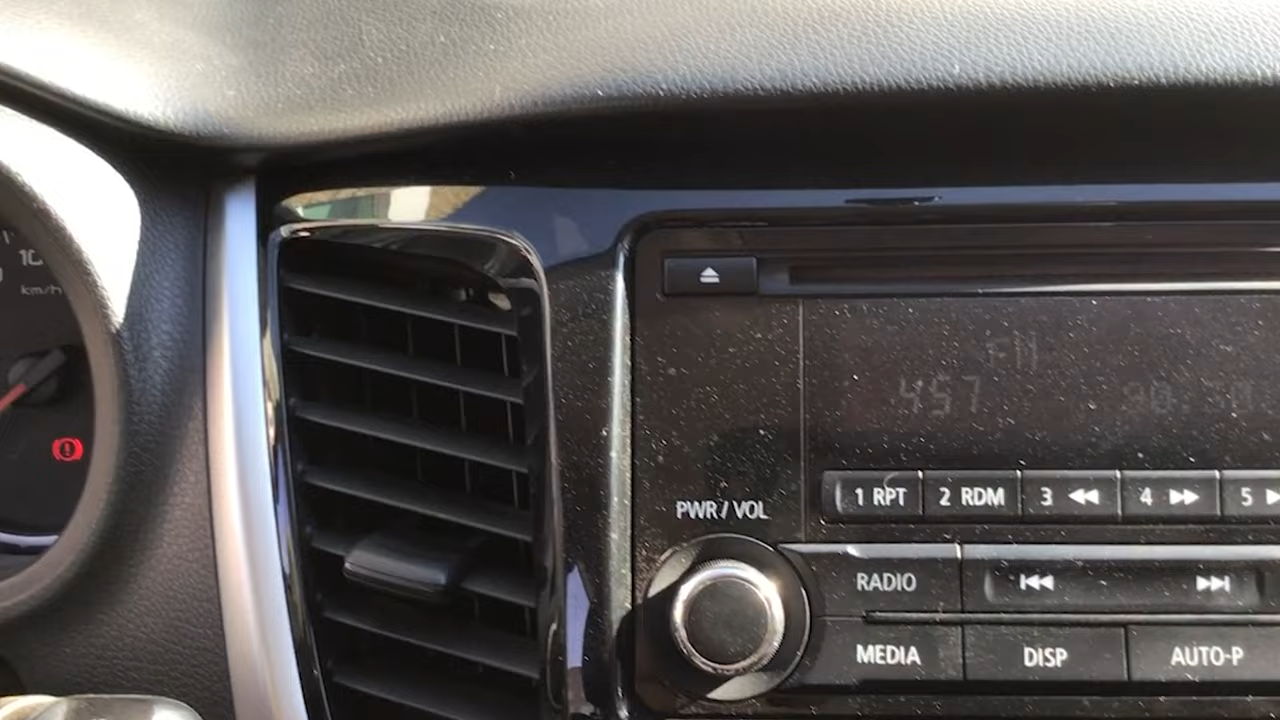 10
km/h
FM
457
PWR/VOL
1 RPT 2 RDM 3 4 5
RADIO
MEDIA DISP AUTO-P